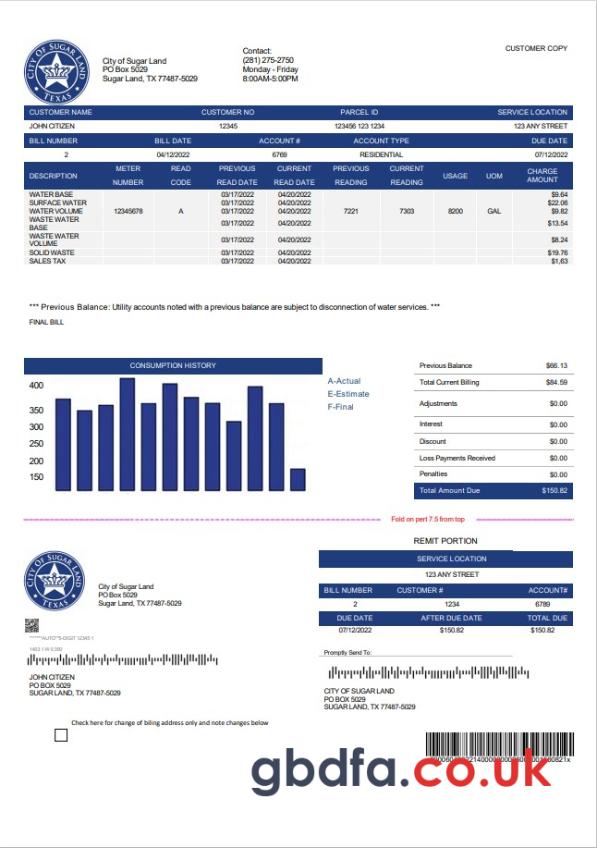 CITY OF SUGAR LAND
TEXAS
City of Sugar Land
PO Box 5029
Sugar Land, TX 77487-5029
Contact:
(281) 275-2750
Monday - Friday
8:00AM-5:00PM
CUSTOMER COPY
CUSTOMER NAME CUSTOMER NO PARCEL ID SERVICE LOCATION
JOHN CITIZEN 12345 123456 123 1234 123 ANY STREET
BILL NUMBER BILL DATE ACCOUNT # ACCOUNT TYPE DUE DATE
2 04/12/2022 6769 RESIDENTIAL 07/12/2022
DESCRIPTION METER NUMBER READ CODE PREVIOUS READ DATE CURRENT READ DATE PREVIOUS READING CURRENT READING USAGE UOM CHARGE AMOUNT
WATER BASE 03/17/2022 04/20/2022 $9.64
SURFACE WATER 03/17/2022 04/20/2022 $22.06
WATER VOLUME 12345678 A 03/17/2022 04/20/2022 7221 7303 8200 GAL $9.82
WASTE WATER BASE 03/17/2022 04/20/2022 $13.54
WASTE WATER VOLUME 03/17/2022 04/20/2022 $8.24
SOLID WASTE 03/17/2022 04/20/2022 $19.76
SALES TAX 03/17/2022 04/20/2022 $1,63
*** Previous Balance: Utility accounts noted with a previous balance are subject to disconnection of water services. ***
FINAL BILL
CONSUMPTION HISTORY
400
350
300
250
200
150
A-Actual
E-Estimate
F-Final
Previous Balance $66.13
Total Current Billing $84.59
Adjustments $0.00
Interest $0.00
Discount $0.00
Loss Payments Received $0.00
Penalties $0.00
Total Amount Due $150.82
Fold on pert 7.5 from top
CITY OF SUGAR LAND
TEXAS
City of Sugar Land
PO Box 5029
Sugar Land, TX 77487-5029
REMIT PORTION
SERVICE LOCATION
123 ANY STREET
BILL NUMBER CUSTOMER # ACCOUNT#
2 1234 6789
DUE DATE AFTER DUE DATE TOTAL DUE
07/12/2022 $150.82 $150.82
JOHN CITIZEN
PO BOX 5029
SUGAR LAND, TX 77487-5029
Promptly Send To:
CITY OF SUGAR LAND
PO BOX 5029
SUGAR LAND, TX 77487-5029
Check here for change of biling address only and note changes below
gbdfa.co.uk